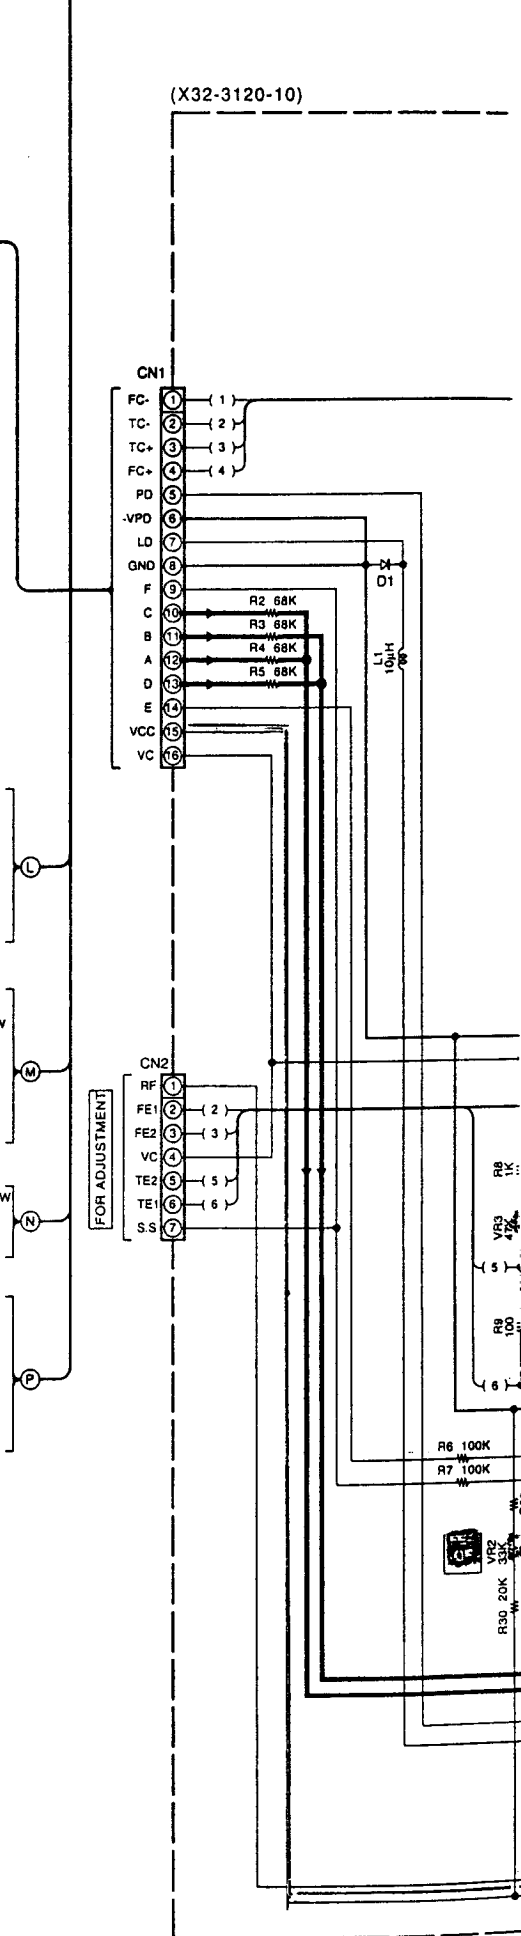 (X32-3120-10)
CN1
FC- 1 ( 1 )
TC- 2 ( 2 )
TC+ 3 ( 3 )
FC+ 4 ( 4 )
PD 5
-VPD 6
LD 7
GND 8
D1
F 9
R2 68K
C 10
R3 68K
B 11
R4 68K
A 12
L1
10μH
R5 68K
D 13
E 14
VCC 15
VC 16
L
W
M
CN2
FOR ADJUSTMENT
RF 1
FE1 2 ( 2 )
FE2 3 ( 3 )
VC 4
TE2 5 ( 5 )
TE1 6 ( 6 )
S.S 7
R8
1K
W
N
VR3
47K
( 5 )
R9
100
P
( 6 )
R6 100K
R7 100K
VR2
33K
R30 20K